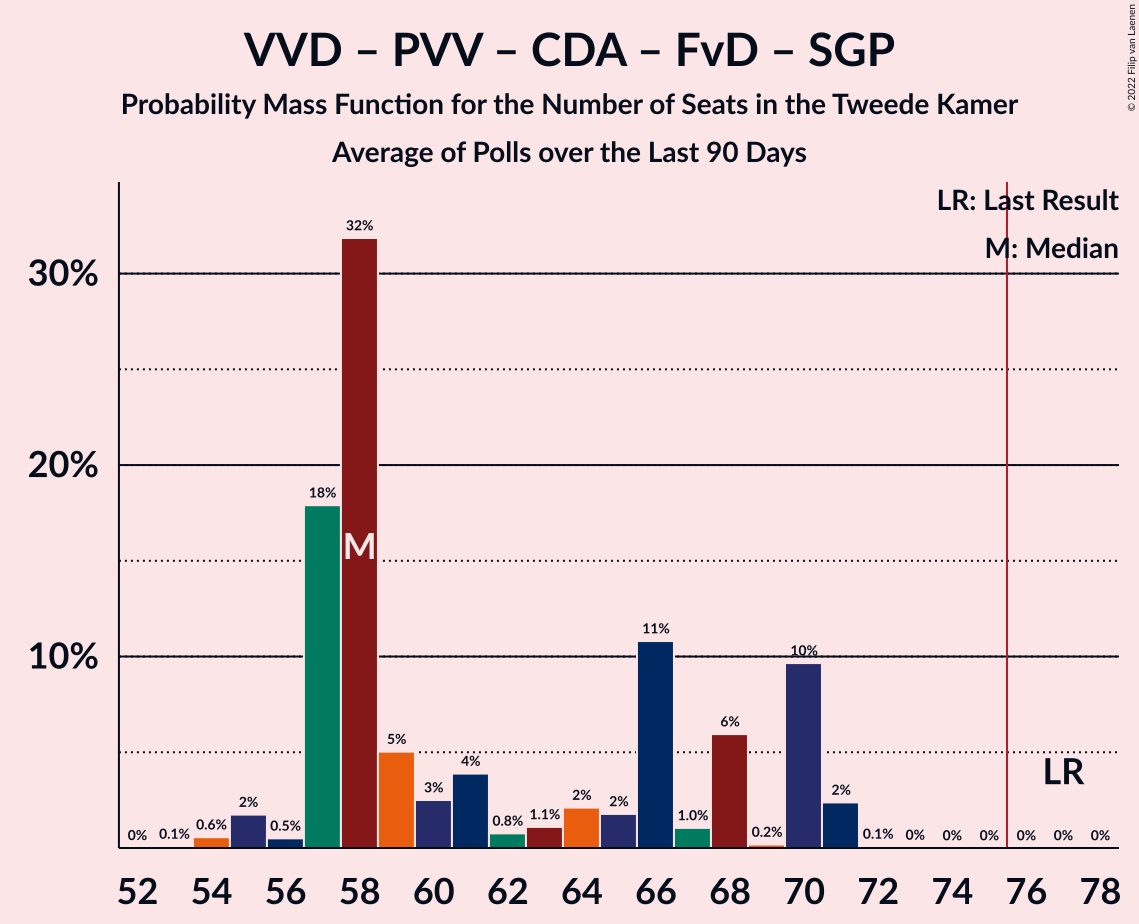 VVD – PVV – CDA – FvD – SGP
Probability Mass Function for the Number of Seats in the Tweede Kamer
Average of Polls over the Last 90 Days
© 2022 Filip van Laenen
LR: Last Result
M: Median
30%
20%
10%
0% 0.1% 0.6% 2% 0.5% 18% 32% 5% 3% 4% 0.8% 1.1% 2% 2% 11% 1.0% 6% 0.2% 10% 2% 0.1% 0% 0% 0% 0% 0% 0%
M
LR
52 54 56 58 60 62 64 66 68 70 72 74 76 78